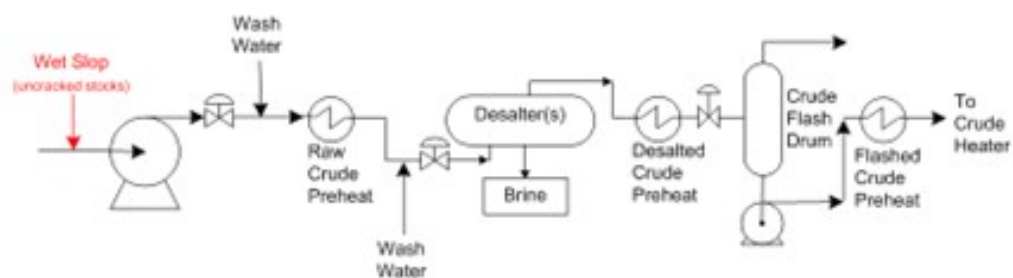 Wet Slop
(uncracked stocks)
Wash
Water
Raw
Crude
Preheat
Wash
Water
Desalter(s)
Brine
Desalted
Crude
Preheat
Crude
Flash
Drum
Flashed
Crude
Preheat
To
Crude
Heater